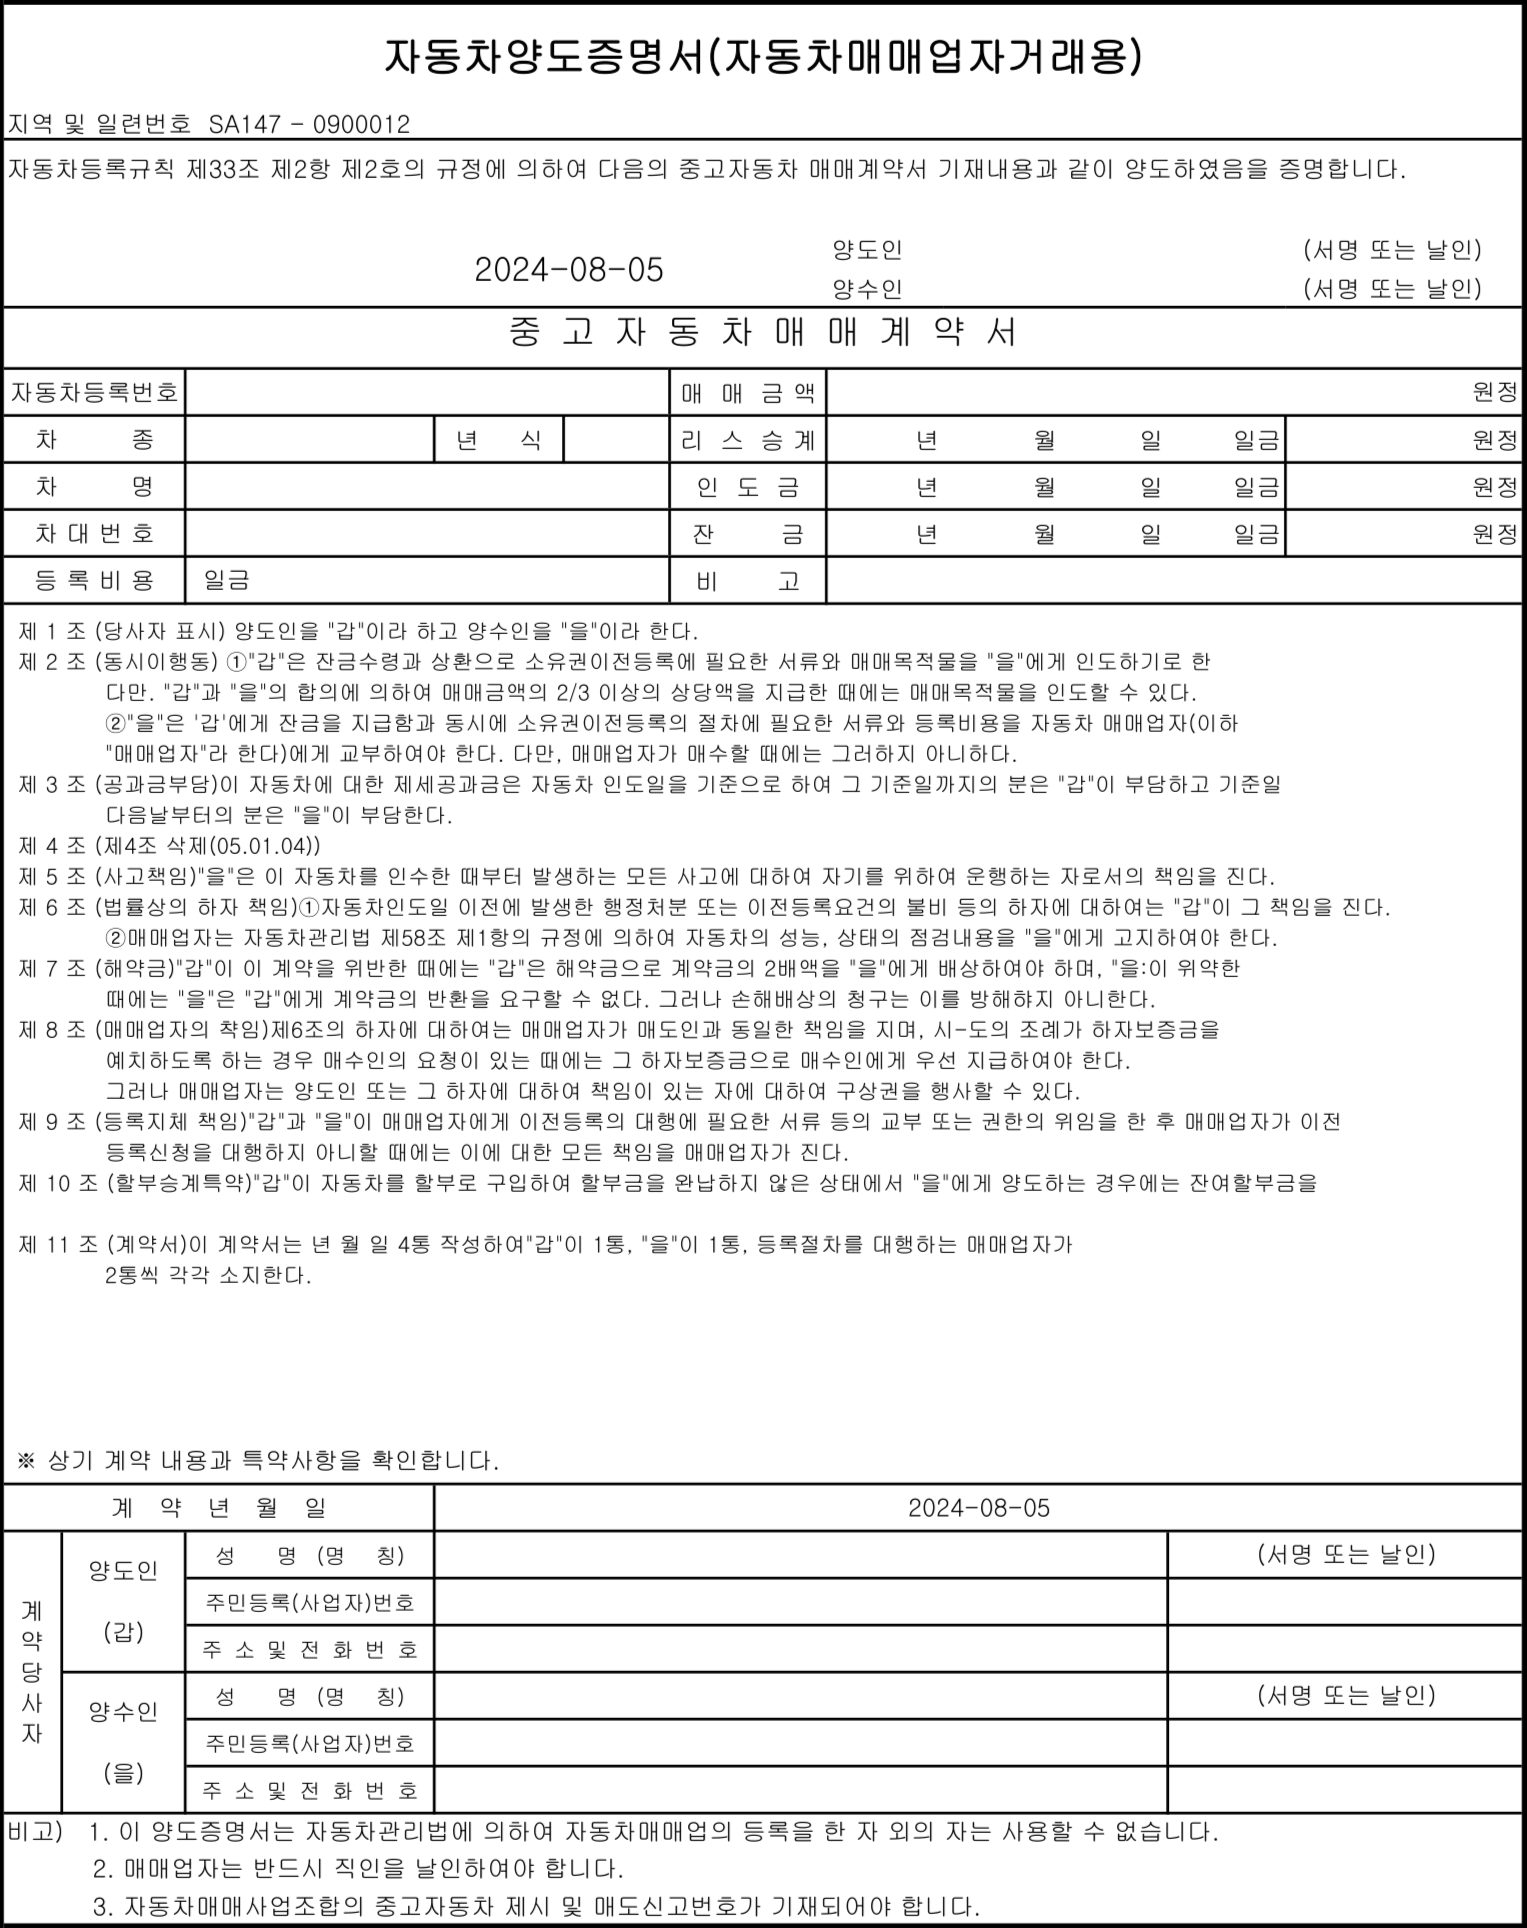 자동차양도증명서(자동차매매업자거래용)
지역 및 일련번호 SA147 - 0900012
자동차등록규칙 제33조 제2항 제2호의 규정에 의하여 다음의 중고자동차 매매계약서 기재내용과 같이 양도하였음을 증명합니다.
양도인 (서명 또는 날인)
2024-08-05
양수인 (서명 또는 날인)
중 고 자 동 차 매 매 계 약 서
자동차등록번호 매 매 금 액 원정
차 종 년 식 리 스 승 계 년 월 일 일금 원정
차 명 인 도 금 년 월 일 일금 원정
차 대 번 호 잔 금 년 월 일 일금 원정
등 록 비 용 일금 비 고
제 1 조 (당사자 표시) 양도인을 "갑"이라 하고 양수인을 "을"이라 한다.
제 2 조 (동시이행동) ①"갑"은 잔금수령과 상환으로 소유권이전등록에 필요한 서류와 매매목적물을 "을"에게 인도하기로 한
다만. "갑"과 "을"의 합의에 의하여 매매금액의 2/3 이상의 상당액을 지급한 때에는 매매목적물을 인도할 수 있다.
②"을"은 '갑'에게 잔금을 지급함과 동시에 소유권이전등록의 절차에 필요한 서류와 등록비용을 자동차 매매업자(이하
"매매업자"라 한다)에게 교부하여야 한다. 다만, 매매업자가 매수할 때에는 그러하지 아니하다.
제 3 조 (공과금부담)이 자동차에 대한 제세공과금은 자동차 인도일을 기준으로 하여 그 기준일까지의 분은 "갑"이 부담하고 기준일
다음날부터의 분은 "을"이 부담한다.
제 4 조 (제4조 삭제(05.01.04))
제 5 조 (사고책임)"을"은 이 자동차를 인수한 때부터 발생하는 모든 사고에 대하여 자기를 위하여 운행하는 자로서의 책임을 진다.
제 6 조 (법률상의 하자 책임)①자동차인도일 이전에 발생한 행정처분 또는 이전등록요건의 불비 등의 하자에 대하여는 "갑"이 그 책임을 진다.
②매매업자는 자동차관리법 제58조 제1항의 규정에 의하여 자동차의 성능, 상태의 점검내용을 "을"에게 고지하여야 한다.
제 7 조 (해약금)"갑"이 이 계약을 위반한 때에는 "갑"은 해약금으로 계약금의 2배액을 "을"에게 배상하여야 하며, "을:이 위약한
때에는 "을"은 "갑"에게 계약금의 반환을 요구할 수 없다. 그러나 손해배상의 청구는 이를 방해햐지 아니한다.
제 8 조 (매매업자의 챡임)제6조의 하자에 대하여는 매매업자가 매도인과 동일한 책임을 지며, 시-도의 조례가 하자보증금을
예치하도록 하는 경우 매수인의 요청이 있는 때에는 그 하자보증금으로 매수인에게 우선 지급하여야 한다.
그러나 매매업자는 양도인 또는 그 하자에 대하여 책임이 있는 자에 대하여 구상권을 행사할 수 있다.
제 9 조 (등록지체 책임)"갑"과 "을"이 매매업자에게 이전등록의 대행에 필요한 서류 등의 교부 또는 권한의 위임을 한 후 매매업자가 이전
등록신청을 대행하지 아니할 때에는 이에 대한 모든 책임을 매매업자가 진다.
제 10 조 (할부승계특약)"갑"이 자동차를 할부로 구입하여 할부금을 완납하지 않은 상태에서 "을"에게 양도하는 경우에는 잔여할부금을
제 11 조 (계약서)이 계약서는 년 월 일 4통 작성하여"갑"이 1통, "을"이 1통, 등록절차를 대행하는 매매업자가
2통씩 각각 소지한다.
※ 상기 계약 내용과 특약사항을 확인합니다.
계 약 년 월 일 2024-08-05
계약당사자
양도인
(갑)
성 명 (명 칭) (서명 또는 날인)
주민등록(사업자)번호
주 소 및 전 화 번 호
양수인
(을)
성 명 (명 칭) (서명 또는 날인)
주민등록(사업자)번호
주 소 및 전 화 번 호
비고) 1. 이 양도증명서는 자동차관리법에 의하여 자동차매매업의 등록을 한 자 외의 자는 사용할 수 없습니다.
2. 매매업자는 반드시 직인을 날인하여야 합니다.
3. 자동차매매사업조합의 중고자동차 제시 및 매도신고번호가 기재되어야 합니다.